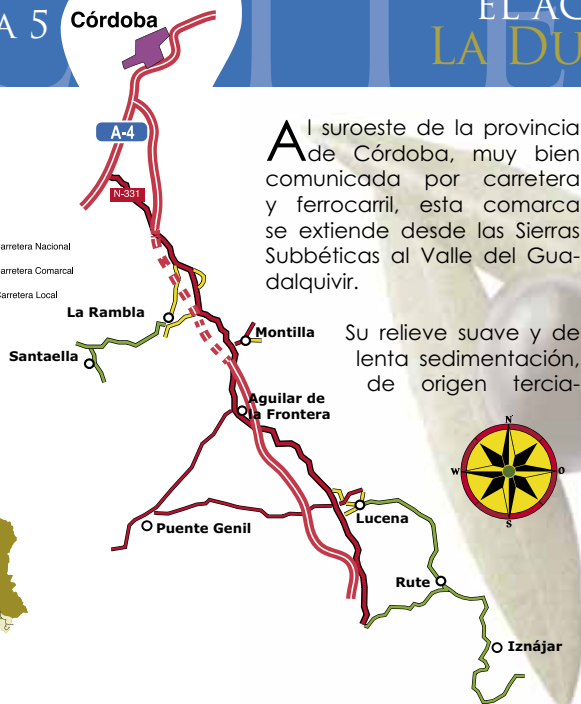 A 5
EL AC
LA DU
Córdoba
A-4
N-331
arretera Nacional
arretera Comarcal
Carretera Local
La Rambla
Santaella
Montilla
Aguilar de
la Frontera
Puente Genil
Lucena
Rute
Iznájar
Al suroeste de la provincia
de Córdoba, muy bien
comunicada por carretera
y ferrocarril, esta comarca
se extiende desde las Sierras
Subbéticas al Valle del Gua-
dalquivir.
Su relieve suave y de
lenta sedimentación,
de origen tercia-
N
W
O
S